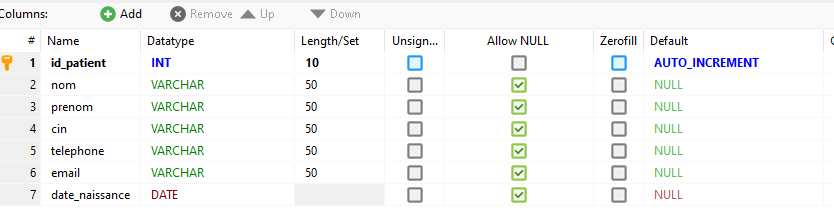 Columns: Add Remove Up Down
# Name Datatype Length/Set Unsign... Allow NULL Zerofill Default
1 id_patient INT 10 AUTO_INCREMENT
2 nom VARCHAR 50 NULL
3 prenom VARCHAR 50 NULL
4 cin VARCHAR 50 NULL
5 telephone VARCHAR 50 NULL
6 email VARCHAR 50 NULL
7 date_naissance DATE NULL